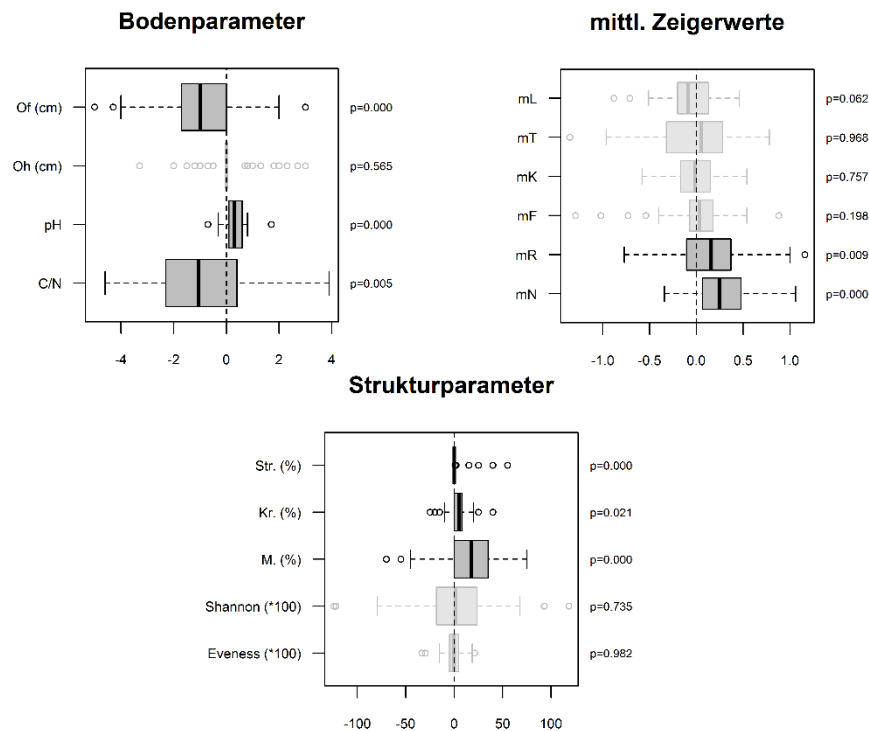 Bodenparameter
Of (cm) p=0.000
Oh (cm) p=0.565
pH p=0.000
C/N p=0.005
-4 -2 0 2 4
mittl. Zeigerwerte
mL p=0.062
mT p=0.968
mK p=0.757
mF p=0.198
mR p=0.009
mN p=0.000
-1.0 -0.5 0.0 0.5 1.0
Strukturparameter
Str. (%) p=0.000
Kr. (%) p=0.021
M. (%) p=0.000
Shannon (*100) p=0.735
Eveness (*100) p=0.982
-100 -50 0 50 100